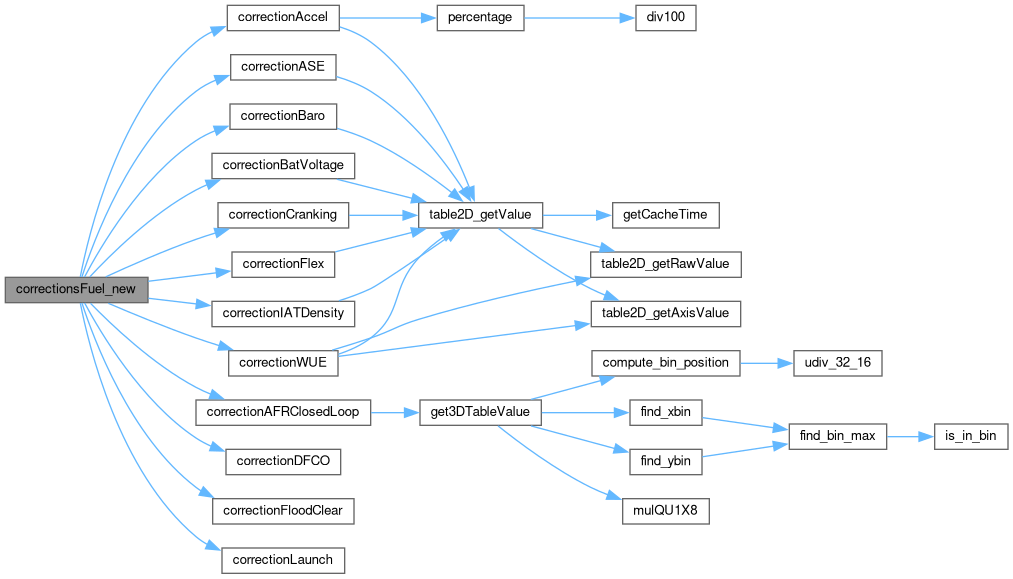 correctionsFuel_new
correctionAccel
correctionASE
correctionBaro
correctionBatVoltage
correctionCranking
correctionFlex
correctionIATDensity
correctionWUE
correctionAFRClosedLoop
correctionDFCO
correctionFloodClear
correctionLaunch
percentage
div100
table2D_getValue
getCacheTime
table2D_getRawValue
table2D_getAxisValue
get3DTableValue
compute_bin_position
udiv_32_16
find_xbin
find_ybin
mulQU1X8
find_bin_max
is_in_bin